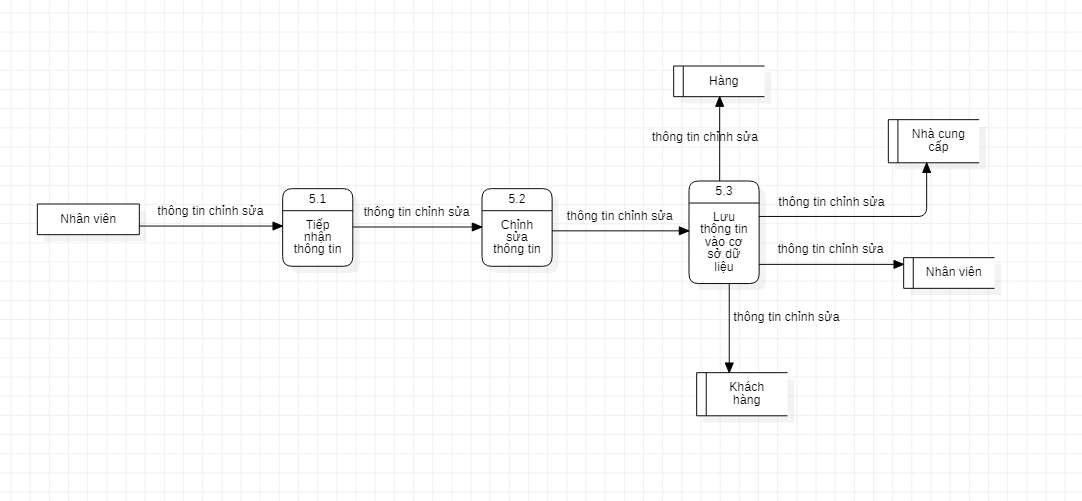 Hàng
thông tin chỉnh sửa
Nhà cung
cấp
5.1
5.2
5.3
Nhân viên
thông tin chỉnh sửa
Tiếp
nhận
thông tin
thông tin chỉnh sửa
Chỉnh
sửa
thông tin
thông tin chỉnh sửa
Lưu
thông tin
vào cơ
sở dữ
liệu
thông tin chỉnh sửa
thông tin chỉnh sửa
Nhân viên
thông tin chỉnh sửa
Khách
hàng